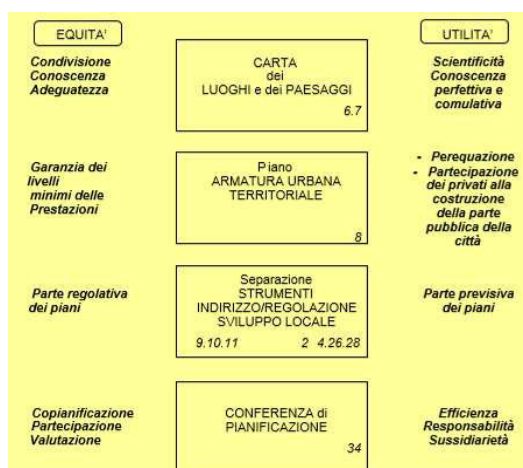 EQUITA'
UTILITA'
Condivisione
Conoscenza
Adeguatezza
CARTA
dei
LUOGHI e dei PAESAGGI
6.7
Scientificità
Conoscenza
perfettiva e
comulativa
Garanzia dei
livelli
minimi delle
Prestazioni
Piano
ARMATURA URBANA
TERRITORIALE
8
- Perequazione
- Partecipazione
dei privati alla
costruzione
della parte
pubblica della
città
Parte regolativa
dei piani
Separazione
STRUMENTI
INDIRIZZO/REGOLAZIONE
SVILUPPO LOCALE
9.10.11 2 4.26.28
Parte previsiva
dei piani
Copianificazione
Partecipazione
Valutazione
CONFERENZA di
PIANIFICAZIONE
34
Efficienza
Responsabilità
Sussidiarietà